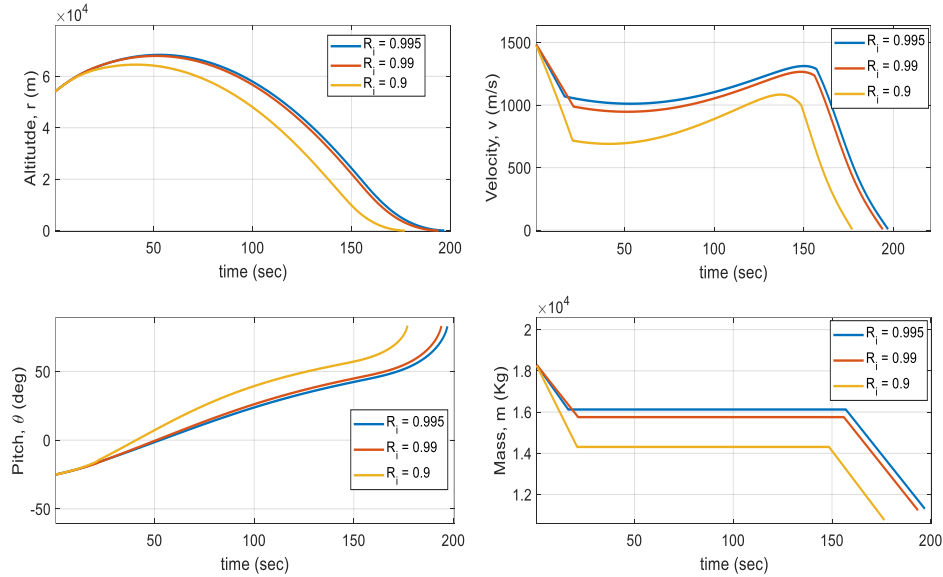 ×10⁴
Altitutde, r (m)
6
4
2
0
50
100
150
200
time (sec)
R_i = 0.995
R_i = 0.99
R_i = 0.9
Velocity, v (m/s)
1500
1000
500
0
50
100
150
200
time (sec)
R_i = 0.995
R_i = 0.99
R_i = 0.9
Pitch, θ (deg)
50
0
-50
50
100
150
200
time (sec)
R_i = 0.995
R_i = 0.99
R_i = 0.9
×10⁴
Mass, m (Kg)
2
1.8
1.6
1.4
1.2
50
100
150
200
time (sec)
R_i = 0.995
R_i = 0.99
R_i = 0.9